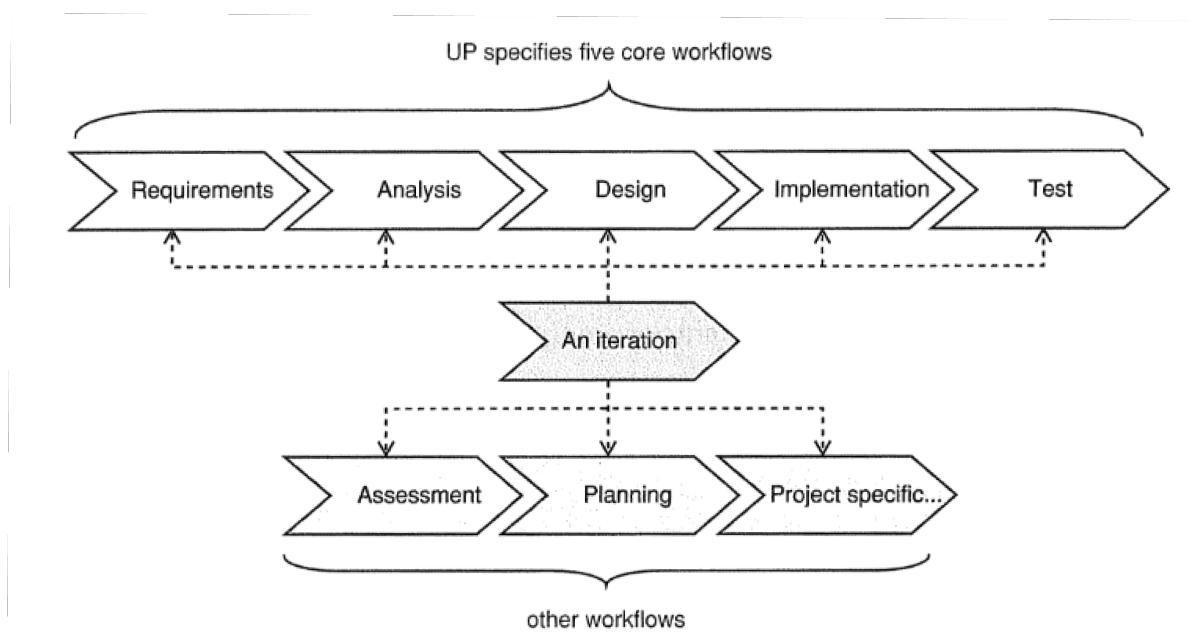 UP specifies five core workflows
Requirements
Analysis
Design
Implementation
Test
An iteration
Assessment
Planning
Project specific...
other workflows